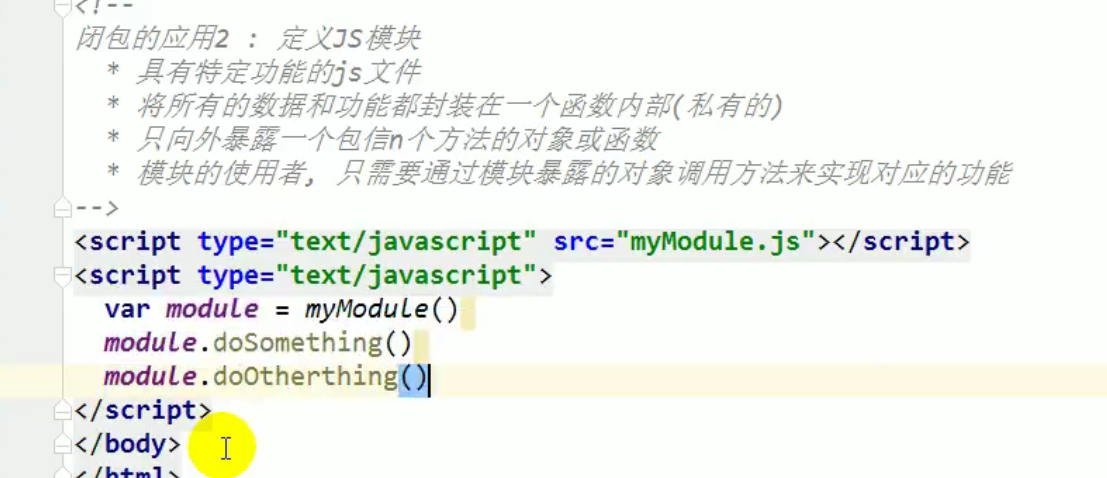 <!--
闭包的应用2 : 定义JS模块
* 具有特定功能的js文件
* 将所有的数据和功能都封装在一个函数内部(私有的)
* 只向外暴露一个包信n个方法的对象或函数
* 模块的使用者, 只需要通过模块暴露的对象调用方法来实现对应的功能
-->
<script type="text/javascript" src="myModule.js"></script>
<script type="text/javascript">
var module = myModule()
module.doSomething()
module.doOtherthing()
</script>
</body>
</html>